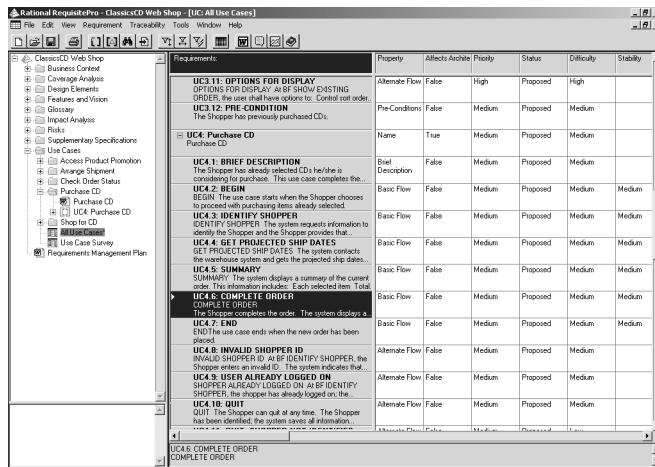 Rational RequisitePro - ClassicsCD Web Shop - [UC: All Use Cases]
File Edit View Requirement Traceability Tools Window Help
ClassicsCD Web Shop
Business Context
Coverage Analysis
Design Elements
Features and Vision
Glossary
Impact Analysis
Risks
Supplementary Specifications
Use Cases
Access Product Promotion
Arrange Shipment
Check Order Status
Purchase CD
Purchase CD
UC4: Purchase CD
Shop for CD
All Use Cases*
Use Case Survey
Requirements Management Plan
Requirements: Property Affects Archite Priority Status Difficulty Stability
UC3.11: OPTIONS FOR DISPLAY Alternate Flow False High Proposed High
OPTIONS FOR DISPLAY At BF SHOW EXISTING
ORDER, the user shall have options to: Control sort order..
UC3.12: PRE-CONDITION Pre-Conditions False Medium Proposed Medium
The Shopper has previously purchased CDs.
UC4: Purchase CD Name True Medium Proposed Medium
Purchase CD
UC4.1: BRIEF DESCRIPTION Brief Description False Medium Proposed Medium
The Shopper has already selected CDs he/she is
considering for purchase. This use case completes the...
UC4.2: BEGIN Basic Flow False Medium Proposed Medium Medium
BEGIN The use case starts when the Shopper chooses
to proceed with purchasing items already selected.
UC4.3: IDENTIFY SHOPPER Basic Flow False Medium Proposed Medium Medium
IDENTIFY SHOPPER The system requests information to
identify the Shopper and the Shopper provides that...
UC4.4: GET PROJECTED SHIP DATES Basic Flow False Medium Proposed Medium Medium
GET PROJECTED SHIP DATES The system contacts
the warehouse system and gets the projected ship dates...
UC4.5: SUMMARY Basic Flow False Medium Proposed Medium Medium
SUMMARY The system displays a summary of the current
order. This information includes: Each selected item Total.
UC4.6: COMPLETE ORDER Basic Flow False Medium Proposed Medium Medium
COMPLETE ORDER
The Shopper completes the order. The system displays a...
UC4.7: END Basic Flow False Medium Proposed Medium Medium
ENDThe use case ends when the new order has been
placed.
UC4.8: INVALID SHOPPER ID Alternate Flow False Medium Proposed Medium
INVALID SHOPPER ID At BF IDENTIFY SHOPPER, the
Shopper enters an invalid ID. The system indicates that...
UC4.9: USER ALREADY LOGGED ON Alternate Flow False Medium Proposed Medium
SHOPPER ALREADY LOGGED ON At BF IDENTIFY
SHOPPER, the shopper has already logged on; the...
UC4.10: QUIT Alternate Flow False Medium Proposed Medium
QUIT The Shopper can quit at any time. The Shopper
has been identified; the system saves all information...
UC4.6: COMPLETE ORDER
COMPLETE ORDER